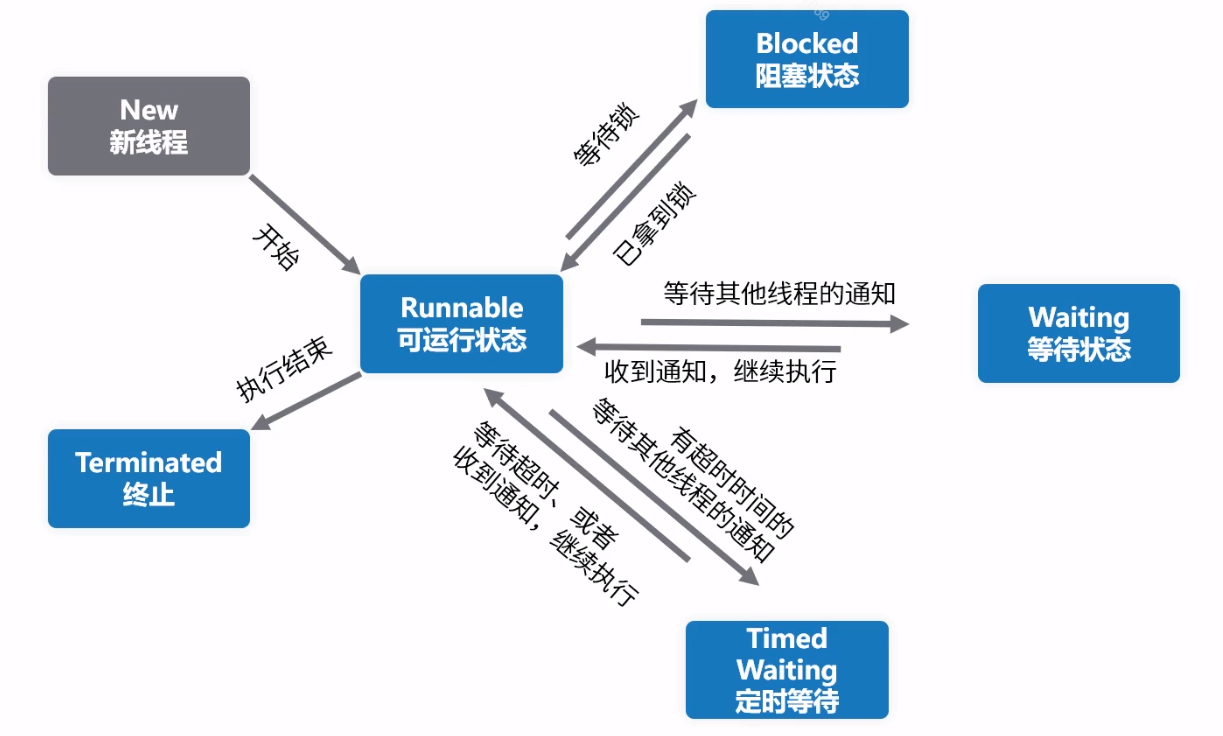 Blocked
阻塞状态
New
新线程
等待锁
已拿到锁
开始
Runnable
可运行状态
等待其他线程的通知
收到通知，继续执行
Waiting
等待状态
执行结束
Terminated
终止
有超时时间的
等待其他线程的通知
等待超时、或者
收到通知，继续执行
Timed
Waiting
定时等待